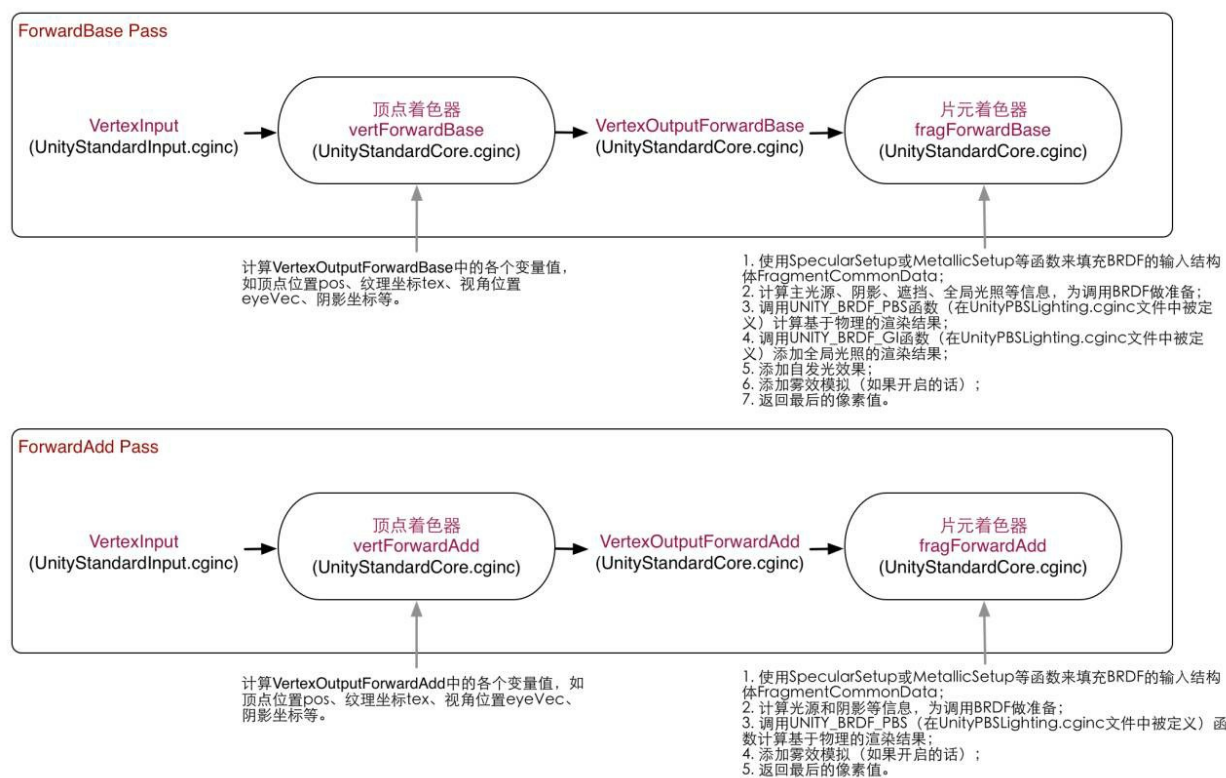 ForwardBase Pass
顶点着色器
片元着色器
VertexInput
vertForwardBase
VertexOutputForwardBase
fragForwardBase
(UnityStandardInput.cginc)
(UnityStandardCore.cginc)
(UnityStandardCore.cginc)
(UnityStandardCore.cginc)
计算VertexOutputForwardBase中的各个变量值，
如顶点位置pos、纹理坐标tex、视角位置
eyeVec、阴影坐标等。
1. 使用SpecularSetup或MetallicSetup等函数来填充BRDF的输入结构
体FragmentCommonData；
2. 计算主光源、阴影、遮挡、全局光照等信息，为调用BRDF做准备；
3. 调用UNITY_BRDF_PBS函数（在UnityPBSLighting.cginc文件中被定
义）计算基于物理的渲染结果；
4. 调用UNITY_BRDF_GI函数（在UnityPBSLighting.cginc文件中被定
义）添加全局光照的渲染结果；
5. 添加自发光效果；
6. 添加雾效模拟（如果开启的话）；
7. 返回最后的像素值。
ForwardAdd Pass
顶点着色器
片元着色器
VertexInput
vertForwardAdd
VertexOutputForwardAdd
fragForwardAdd
(UnityStandardInput.cginc)
(UnityStandardCore.cginc)
(UnityStandardCore.cginc)
(UnityStandardCore.cginc)
计算VertexOutputForwardAdd中的各个变量值，如
顶点位置pos、纹理坐标tex、视角位置eyeVec、
阴影坐标等。
1. 使用SpecularSetup或MetallicSetup等函数来填充BRDF的输入结构
体FragmentCommonData；
2. 计算光源和阴影等信息，为调用BRDF做准备；
3. 调用UNITY_BRDF_PBS（在UnityPBSLighting.cginc文件中被定义）函
数计算基于物理的渲染结果；
4. 添加雾效模拟（如果开启的话）；
5. 返回最后的像素值。